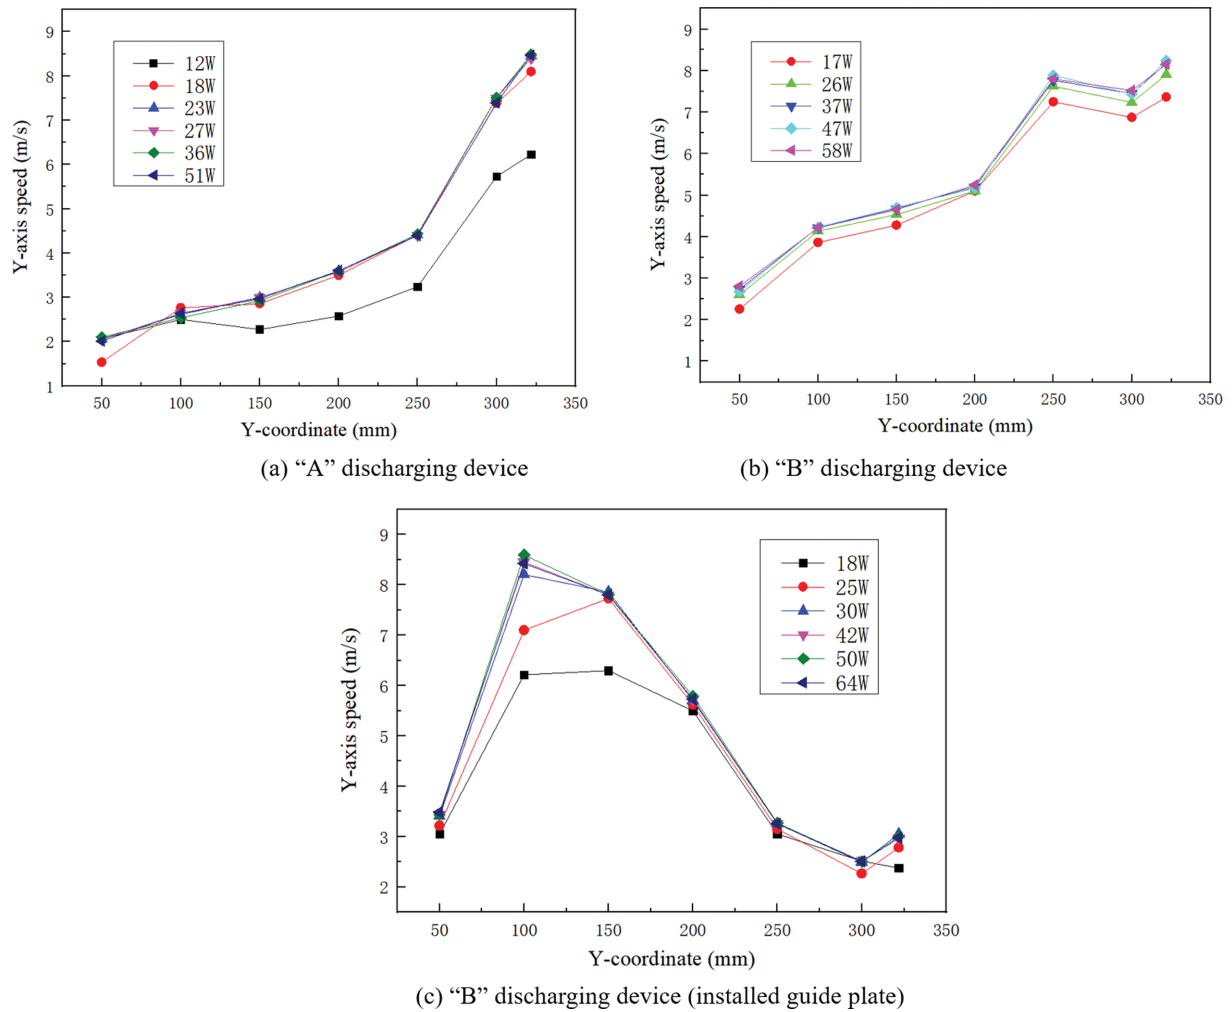 9
8
7
6
5
4
3
2
1
Y-axis speed (m/s)
12W
18W
23W
27W
36W
51W
50 100 150 200 250 300 350
Y-coordinate (mm)
(a) “A” discharging device
9
8
7
6
5
4
3
2
1
Y-axis speed (m/s)
17W
26W
37W
47W
58W
50 100 150 200 250 300 350
Y-coordinate (mm)
(b) “B” discharging device
9
8
7
6
5
4
3
2
Y-axis speed (m/s)
18W
25W
30W
42W
50W
64W
50 100 150 200 250 300 350
Y-coordinate (mm)
(c) “B” discharging device (installed guide plate)